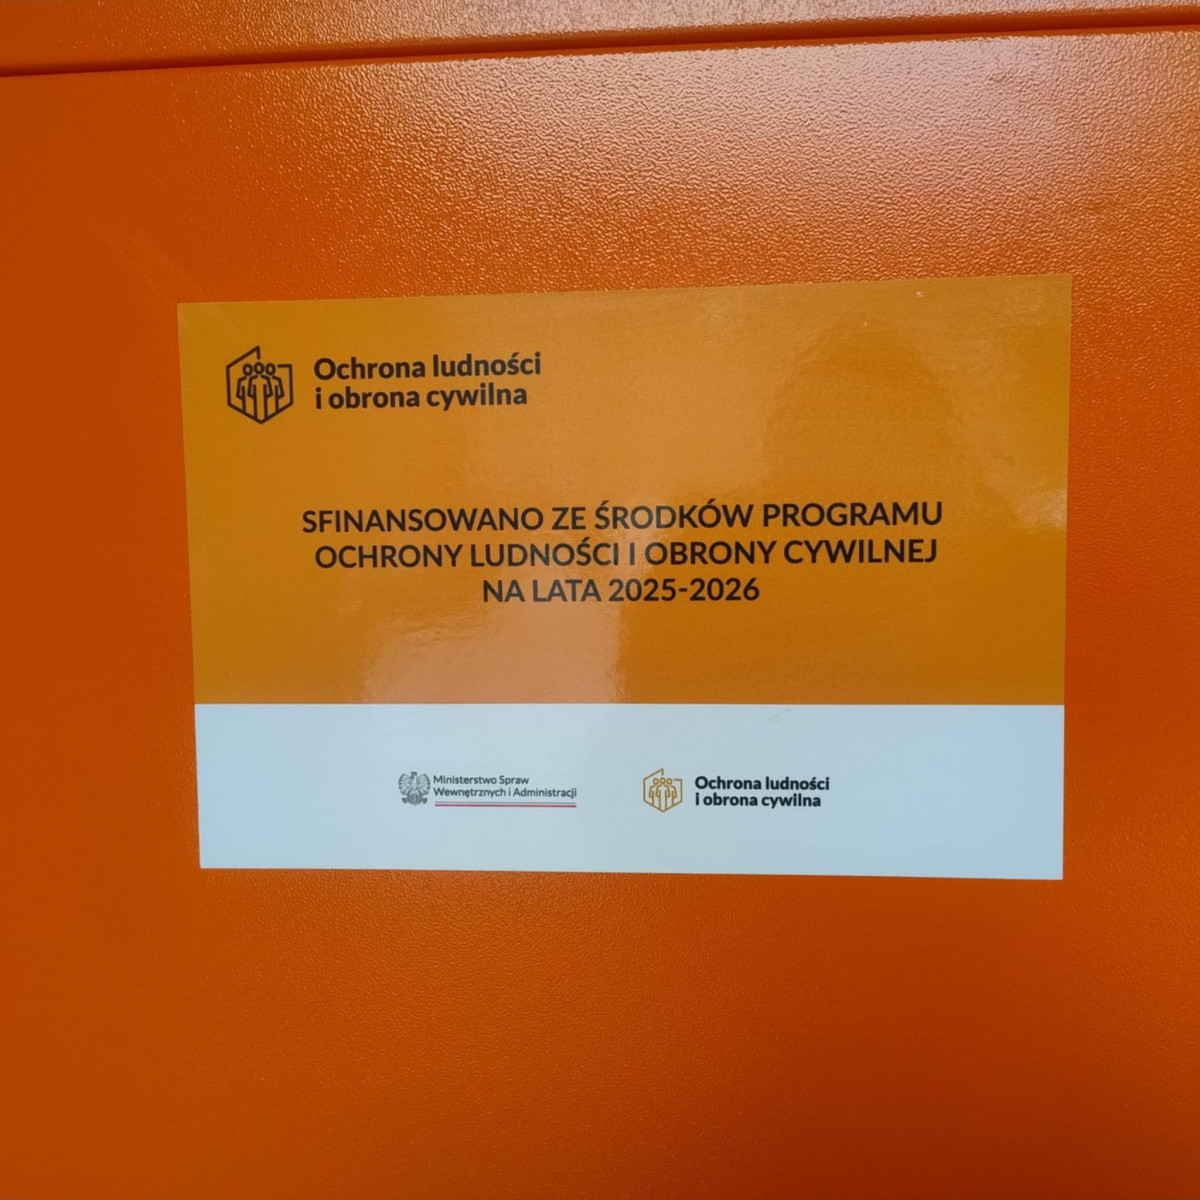 Ochrona ludności
i obrona cywilna
SFINANSOWANO ZE ŚRODKÓW PROGRAMU
OCHRONY LUDNOŚCI I OBRONY CYWILNEJ
NA LATA 2025-2026
Ministerstwo Spraw
Wewnętrznych i Administracji
Ochrona ludności
i obrona cywilna